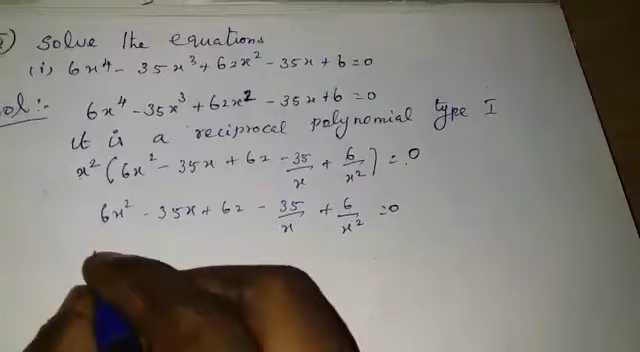 ) Solve the equations
(i) 6x⁴ - 35x³ + 62x² - 35x + 6 = 0
Sol:-
6x⁴ - 35x³ + 62x² - 35x + 6 = 0
It is a reciprocal polynomial type I
x² (6x² - 35x + 62 - 35/x + 6/x²) = 0
6x² - 35x + 62 - 35/x + 6/x² = 0